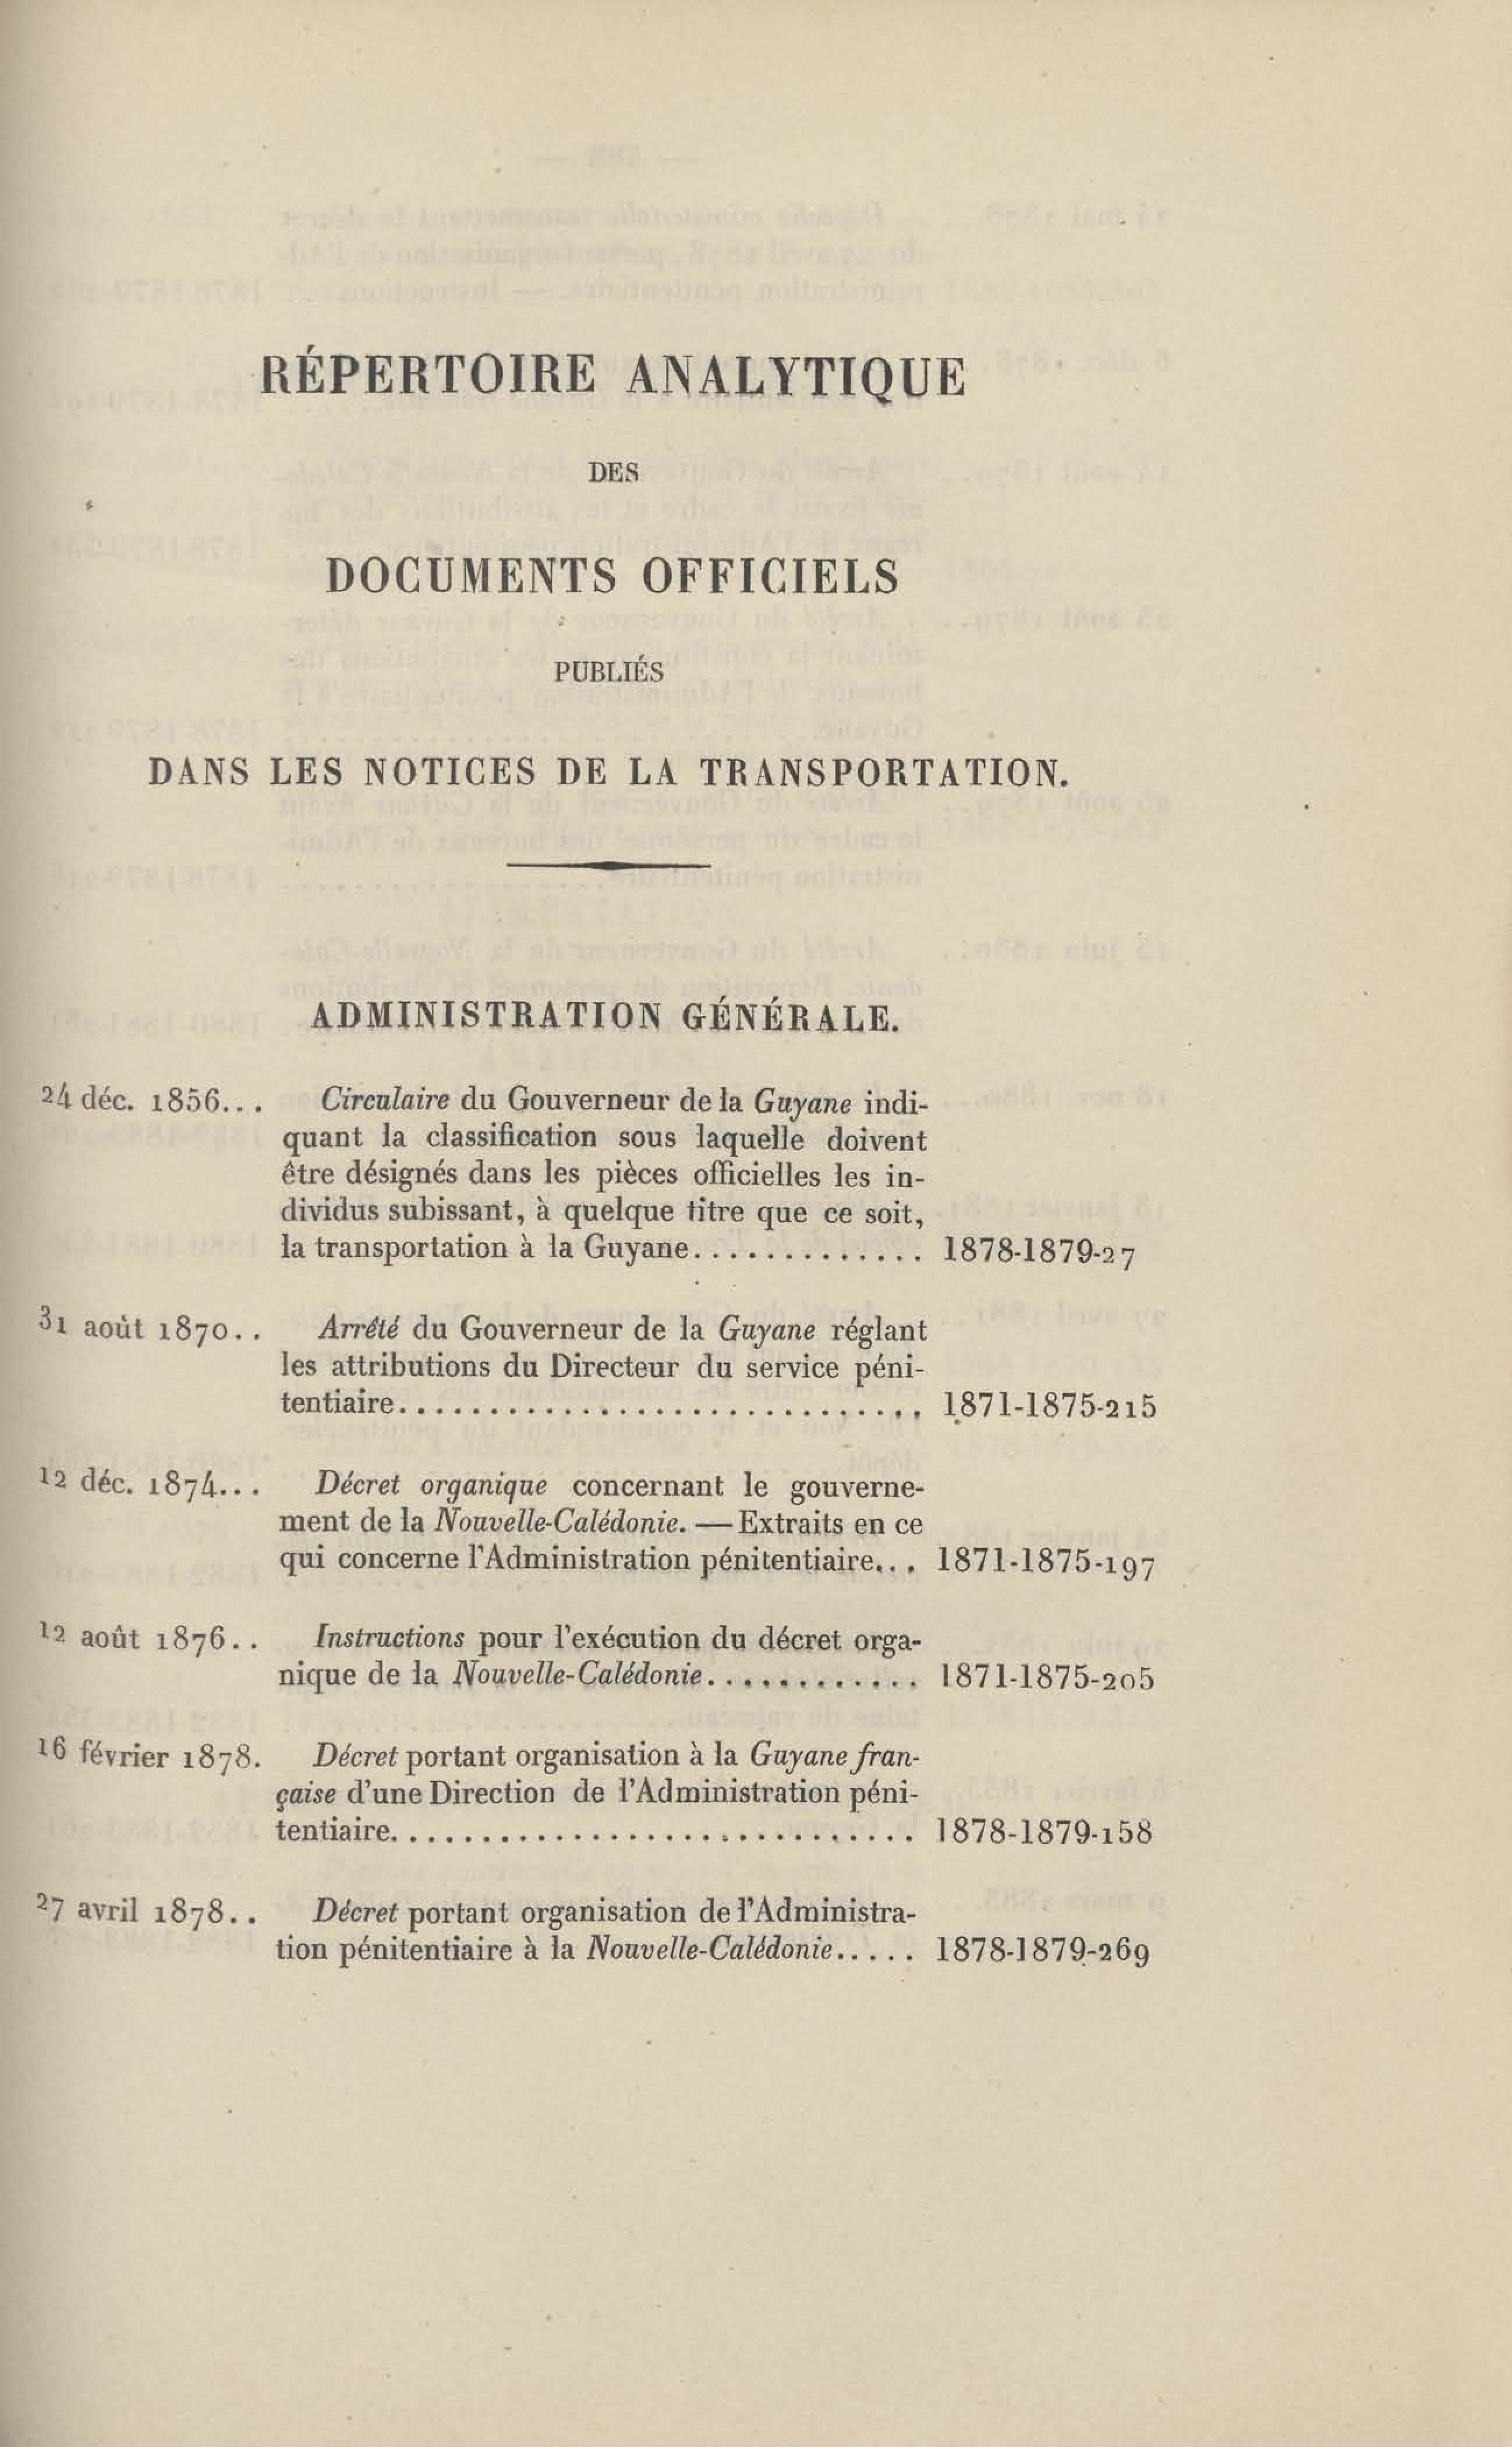 RÉPERTOIRE ANALYTIQUE
DES
DOCUMENTS OFFICIELS
PUBLIÉS
DANS LES NOTICES DE LA TRANSPORTATION.
ADMINISTRATION GÉNÉRALE.
24 déc. 1856... Circulaire du Gouverneur de la Guyane indi-
quant la classification sous laquelle doivent
être désignés dans les pièces officielles les in-
dividus subissant, à quelque titre que ce soit,
la transportation à la Guyane............. 1878-1879-27
31 août 1870.. Arrêté du Gouverneur de la Guyane réglant
les attributions du Directeur du service péni-
tentiaire............................. 1871-1875-215
12 déc. 1874... Décret organique concernant le gouverne-
ment de la Nouvelle-Calédonie. — Extraits en ce
qui concerne l'Administration pénitentiaire... 1871-1875-197
12 août 1876.. Instructions pour l'exécution du décret orga-
nique de la Nouvelle-Calédonie............ 1871-1875-205
16 février 1878. Décret portant organisation à la Guyane fran-
çaise d'une Direction de l'Administration péni-
tentiaire............................. 1878-1879-158
27 avril 1878.. Décret portant organisation de l'Administra-
tion pénitentiaire à la Nouvelle-Calédonie..... 1878-1879-269